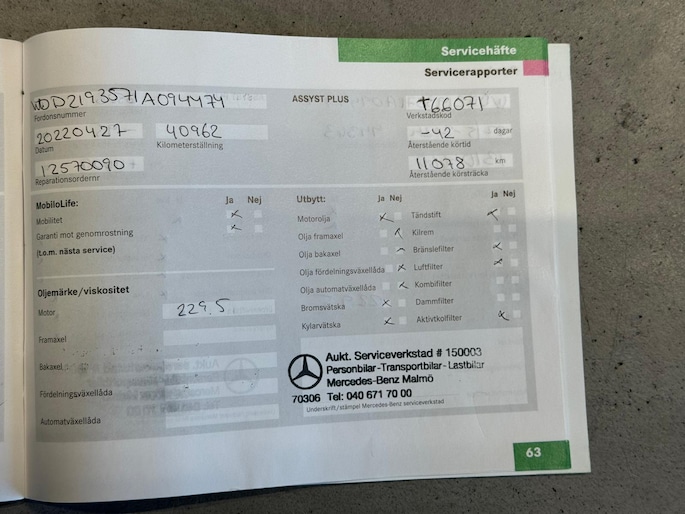 Servicehäfte
Servicerapporter
WDD2193571A094474
Fordonsnummer
ASSYST PLUS
T66071
Verkstadskod
20220427
Datum
40962
Kilometerställning
-42 dagar
Återstående körtid
12570090
Reparationsordernr
11078 km
Återstående körsträcka
MobiloLife: Ja Nej
Mobilitet
Garanti mot genomrostning
(t.o.m. nästa service)
Utbytt: Ja Nej
Motorolja
Olja framaxel
Olja bakaxel
Olja fördelningsväxellåda
Olja automatväxellåda
Bromsvätska
Kylarvätska
Ja Nej
Tändstift
Kilrem
Bränslefilter
Luftfilter
Kombifilter
Dammfilter
Aktivtkolfilter
Oljemärke/viskositet
Motor 229.5
Framaxel
Bakaxel
Fördelningsväxellåda
Automatväxellåda
Aukt. Serviceverkstad # 150003
Personbilar-Transportbilar-Lastbilar
Mercedes-Benz Malmö
70306 Tel: 040 671 70 00
Underskrift/stämpel Mercedes-Benz serviceverkstad
63